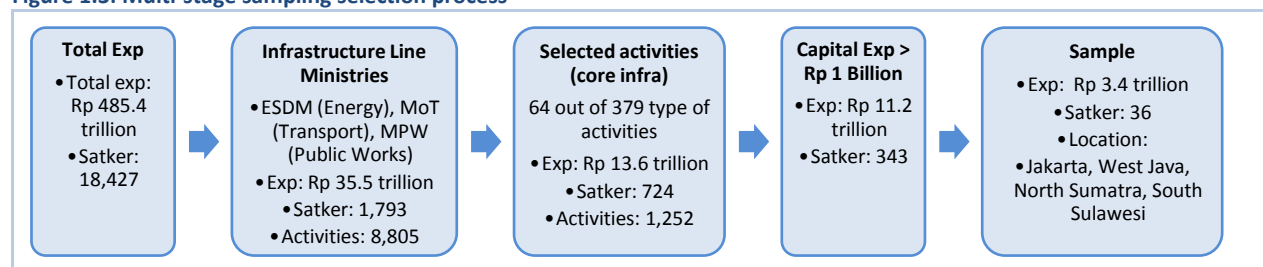 Figure 1.3: Multi-stage sampling selection process
Total Exp
•Total exp:
Rp 485.4
trillion
•Satker:
18,427
Infrastructure Line
Ministries
•ESDM (Energy), MoT
(Transport), MPW
(Public Works)
•Exp: Rp 35.5 trillion
•Satker: 1,793
•Activities: 8,805
Selected activities
(core infra)
64 out of 379 type of
activities
•Exp: Rp 13.6 trillion
•Satker: 724
•Activities: 1,252
Capital Exp >
Rp 1 Billion
•Exp: Rp 11.2
trillion
•Satker: 343
Sample
•Exp: Rp 3.4 trillion
•Satker: 36
•Location:
•Jakarta, West Java,
North Sumatra, South
Sulawesi